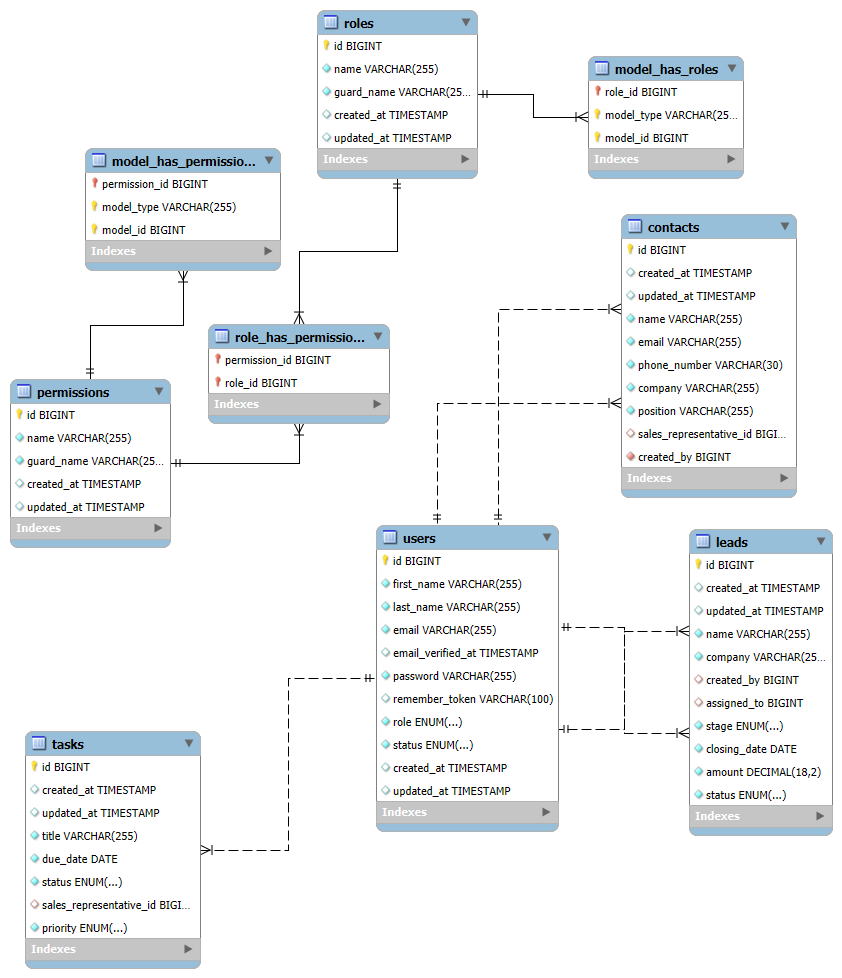 roles
id BIGINT
name VARCHAR(255)
guard_name VARCHAR(25...
created_at TIMESTAMP
updated_at TIMESTAMP
Indexes
model_has_roles
role_id BIGINT
model_type VARCHAR(25...
model_id BIGINT
Indexes
model_has_permissio...
permission_id BIGINT
model_type VARCHAR(255)
model_id BIGINT
Indexes
contacts
id BIGINT
created_at TIMESTAMP
updated_at TIMESTAMP
name VARCHAR(255)
email VARCHAR(255)
phone_number VARCHAR(30)
company VARCHAR(255)
position VARCHAR(255)
sales_representative_id BIGI...
created_by BIGINT
Indexes
role_has_permissio...
permission_id BIGINT
role_id BIGINT
Indexes
permissions
id BIGINT
name VARCHAR(255)
guard_name VARCHAR(25...
created_at TIMESTAMP
updated_at TIMESTAMP
Indexes
users
id BIGINT
first_name VARCHAR(255)
last_name VARCHAR(255)
email VARCHAR(255)
email_verified_at TIMESTAMP
password VARCHAR(255)
remember_token VARCHAR(100)
role ENUM(...)
status ENUM(...)
created_at TIMESTAMP
updated_at TIMESTAMP
Indexes
leads
id BIGINT
created_at TIMESTAMP
updated_at TIMESTAMP
name VARCHAR(255)
company VARCHAR(25...
created_by BIGINT
assigned_to BIGINT
stage ENUM(...)
closing_date DATE
amount DECIMAL(18,2)
status ENUM(...)
Indexes
tasks
id BIGINT
created_at TIMESTAMP
updated_at TIMESTAMP
title VARCHAR(255)
due_date DATE
status ENUM(...)
sales_representative_id BIGI...
priority ENUM(...)
Indexes